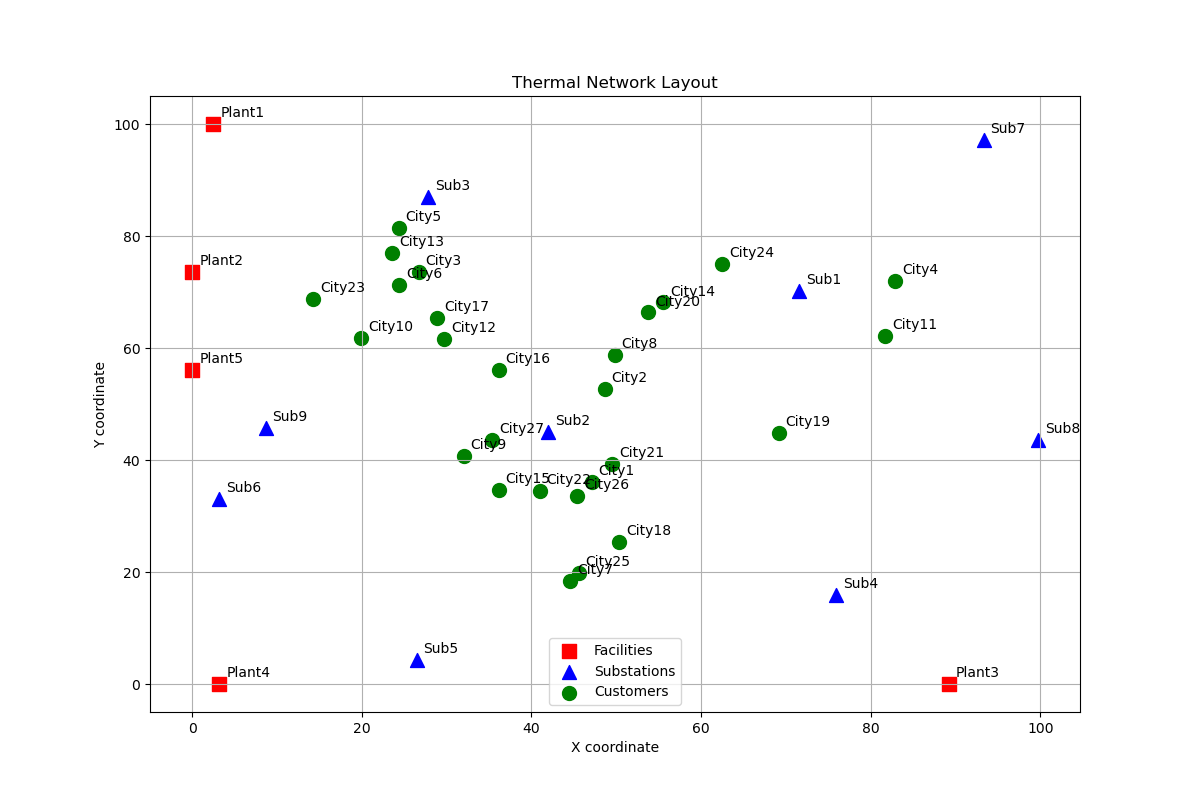 Thermal Network Layout
Plant1
100
Sub7
Sub3
City5
80
City13
City24
Plant2
City3
City6
City4
Sub1
City23
City14
City20
City17
City10
City12
City11
60
City8
Plant5
City16
City2
Y coordinate
Sub9
Sub2
City19
City27
Sub8
City9
City21
40
City1
City15
City22
City26
Sub6
City18
City25
20
City7
Sub4
Sub5
Facilities
Substations
Customers
Plant4
Plant3
0
0
20
40
60
80
100
X coordinate